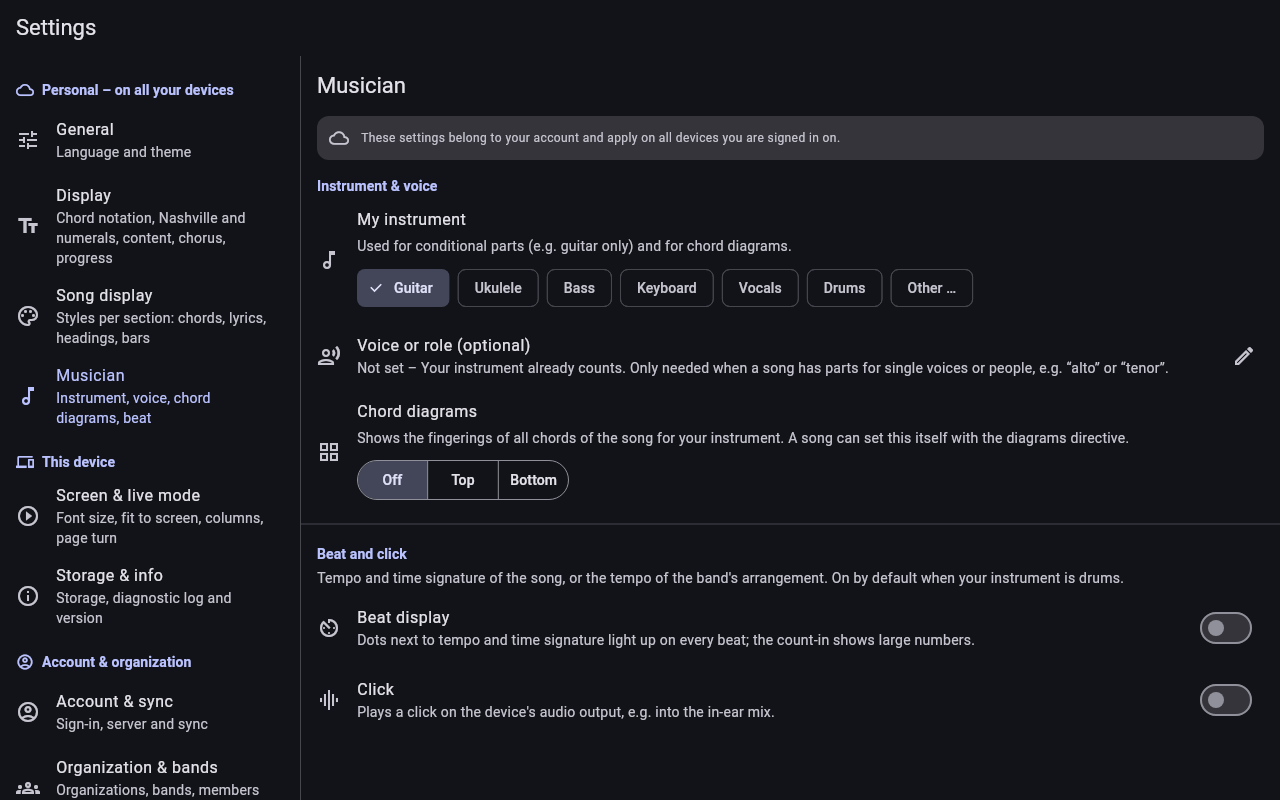 Settings
Personal – on all your devices
General
Language and theme
Display
Chord notation, Nashville and
numerals, content, chorus,
progress
Song display
Styles per section: chords, lyrics,
headings, bars
Musician
Instrument, voice, chord
diagrams, beat
This device
Screen & live mode
Font size, fit to screen, columns,
page turn
Storage & info
Storage, diagnostic log and
version
Account & organization
Account & sync
Sign-in, server and sync
Organization & bands
Organizations, bands, members
Musician
These settings belong to your account and apply on all devices you are signed in on.
Instrument & voice
My instrument
Used for conditional parts (e.g. guitar only) and for chord diagrams.
Guitar Ukulele Bass Keyboard Vocals Drums Other …
Voice or role (optional)
Not set – Your instrument already counts. Only needed when a song has parts for single voices or people, e.g. “alto” or “tenor”.
Chord diagrams
Shows the fingerings of all chords of the song for your instrument. A song can set this itself with the diagrams directive.
Off Top Bottom
Beat and click
Tempo and time signature of the song, or the tempo of the band's arrangement. On by default when your instrument is drums.
Beat display
Dots next to tempo and time signature light up on every beat; the count-in shows large numbers.
Click
Plays a click on the device's audio output, e.g. into the in-ear mix.